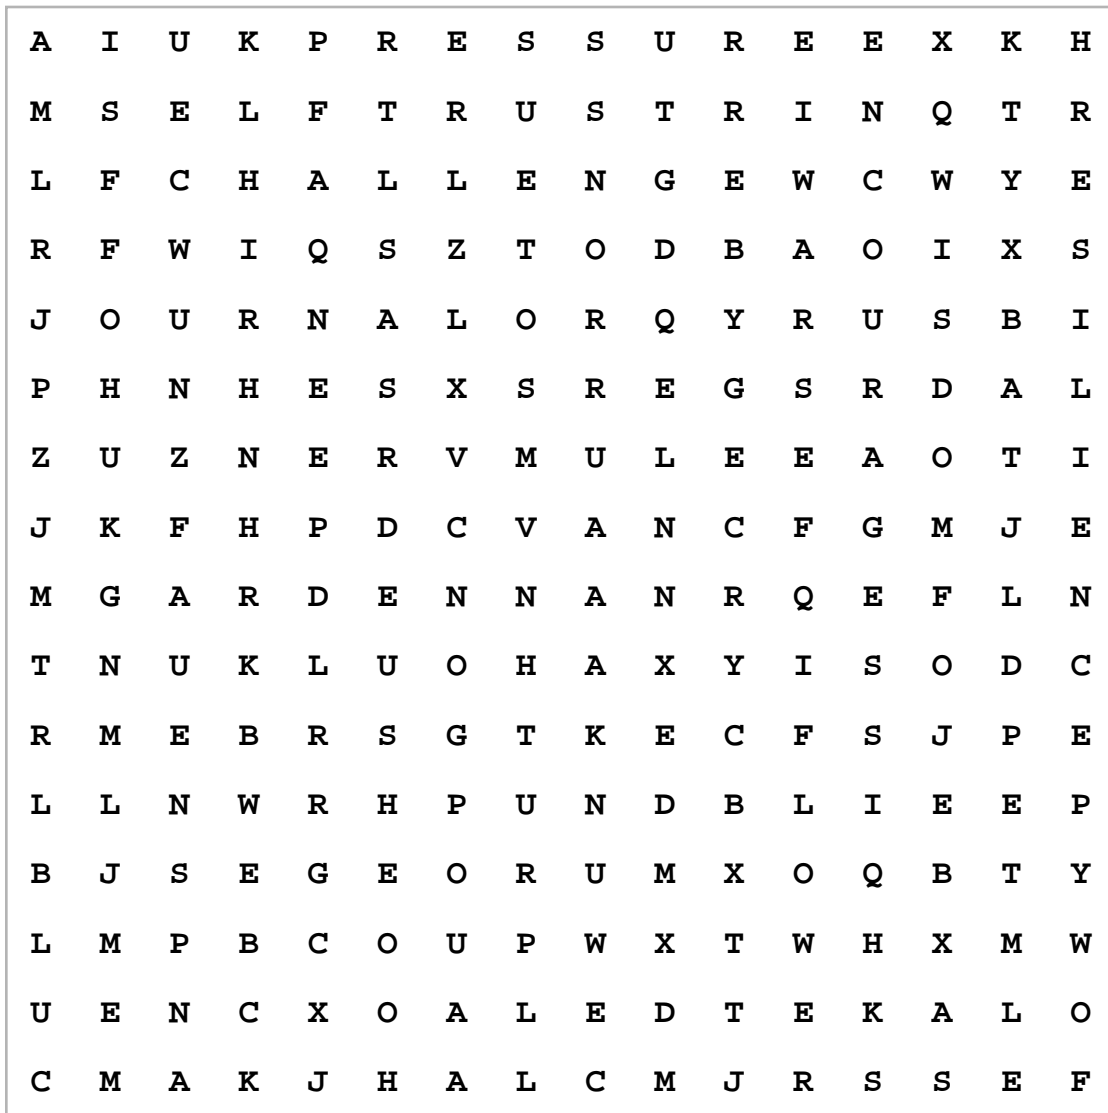 A I U K P R E S S U R E E X K H
M S E L F T R U S T R I N Q T R
L F C H A L L E N G E W C W Y E
R F W I Q S Z T O D B A O I X S
J O U R N A L O R Q Y R U S B I
P H N H E S X S R E G S R D A L
Z U Z N E R V M U L E E A O T I
J K F H P D C V A N C F G M J E
M G A R D E N N A N R Q E F L N
T N U K L U O H A X Y I S O D C
R M E B R S G T K E C F S J P E
L L N W R H P U N D B L I E E P
B J S E G E O R U M X O Q B T Y
L M P B C O U P W X T W H X M W
U E N C X O A L E D T E K A L O
C M A K J H A L C M J R S S E F